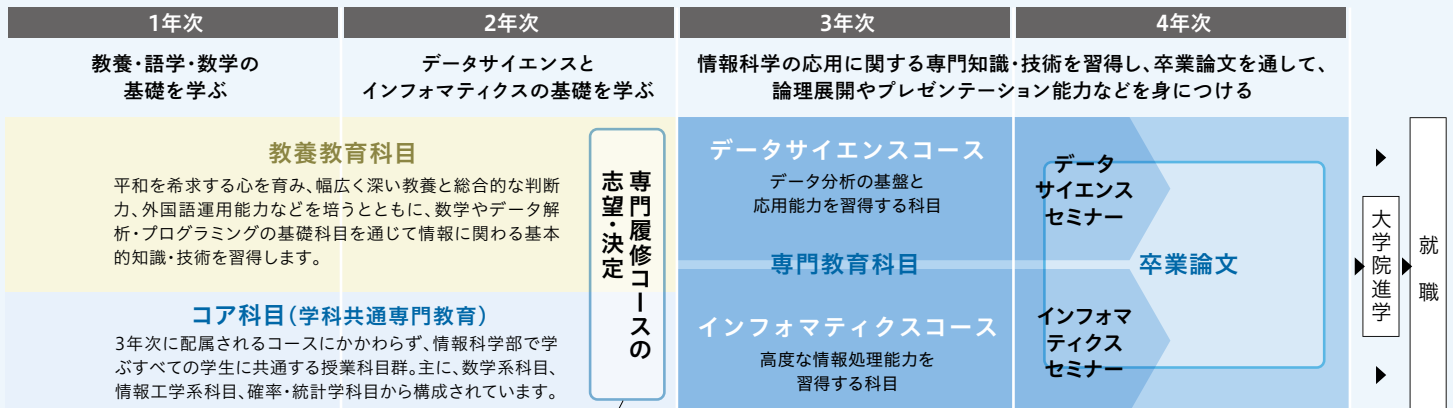 1年次
2年次
3年次
4年次
教養・語学・数学の
基礎を学ぶ
データサイエンスと
インフォマティクスの基礎を学ぶ
情報科学の応用に関する専門知識・技術を習得し、卒業論文を通して、
論理展開やプレゼンテーション能力などを身につける
教養教育科目
平和を希求する心を育み、幅広く深い教養と総合的な判断
力、外国語運用能力などを培うとともに、数学やデータ解
析・プログラミングの基礎科目を通じて情報に関わる基本
的知識・技術を習得します。
コア科目(学科共通専門教育)
3年次に配属されるコースにかかわらず、情報科学部で学
ぶすべての学生に共通する授業科目群。主に、数学系科目、
情報工学系科目、確率・統計学科目から構成されています。
専門履修コースの
志望・決定
データサイエンスコース
データ分析の基盤と
応用能力を習得する科目
専門教育科目
インフォマティクスコース
高度な情報処理能力を
習得する科目
データ
サイエンス
セミナー
卒業論文
インフォマ
ティクス
セミナー
大学院進学
就職